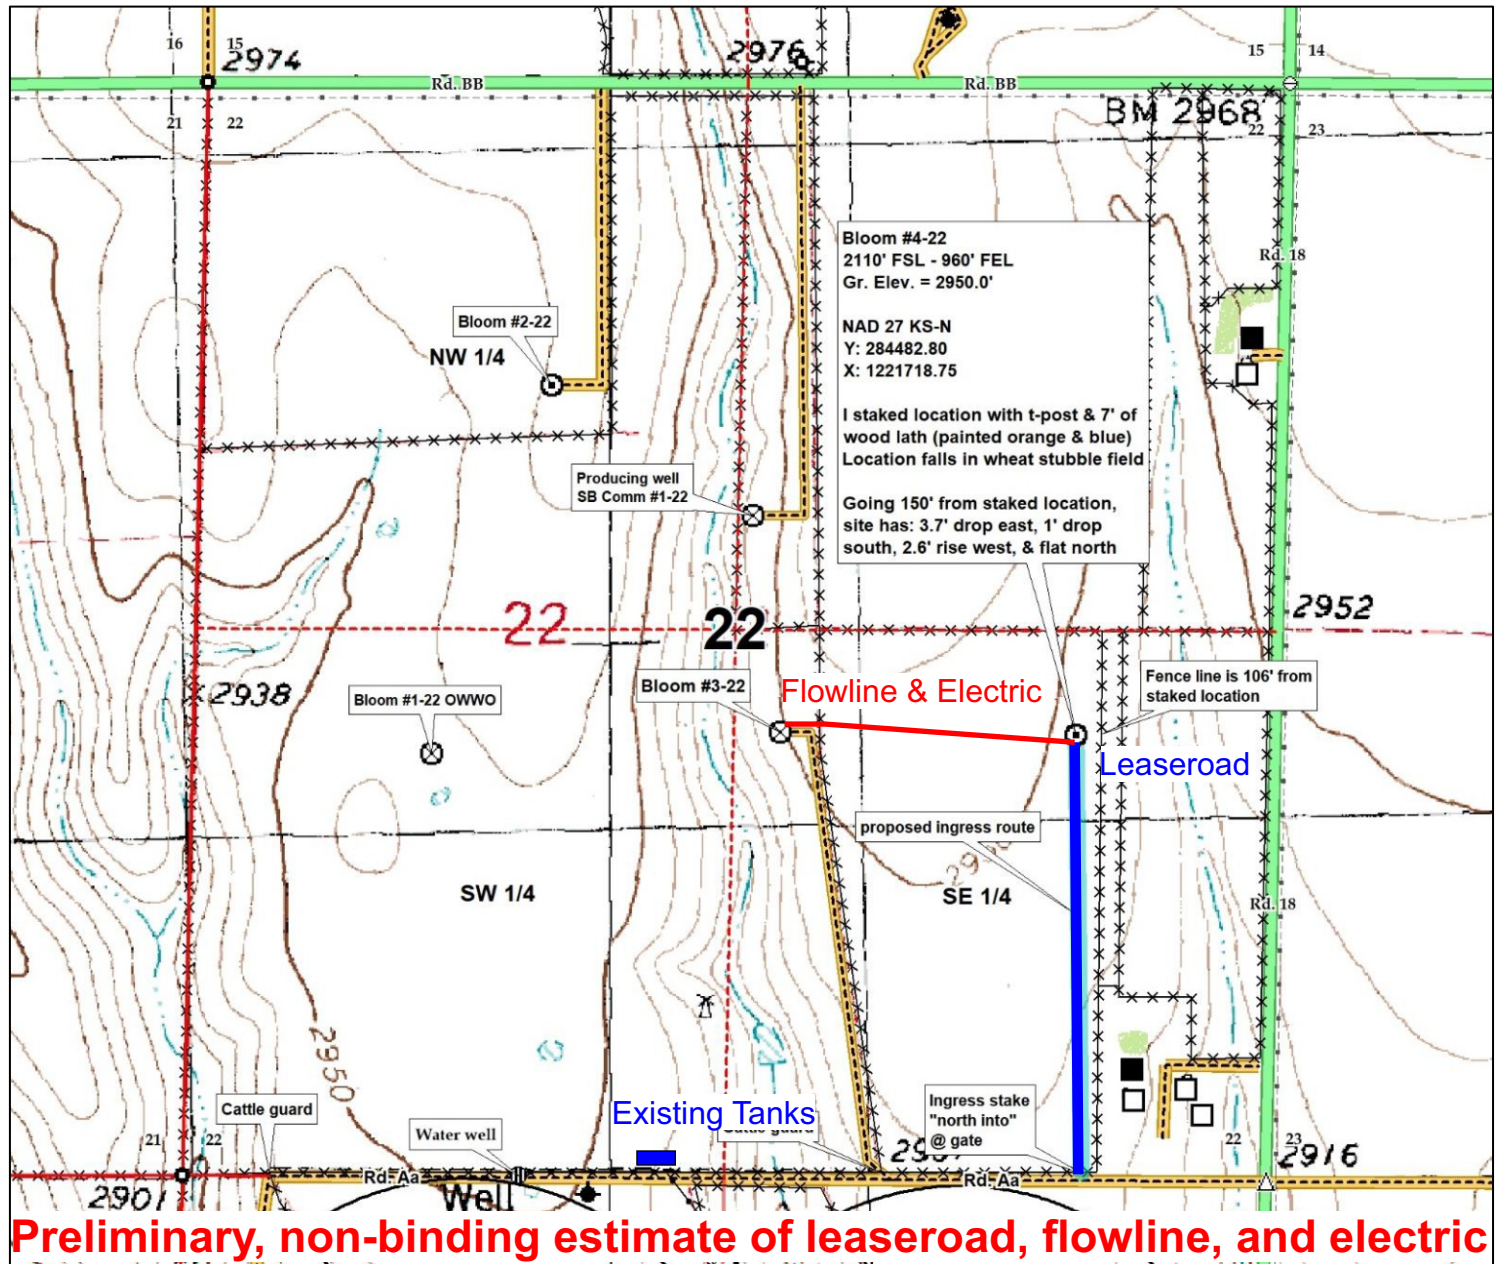 16 15
2974
2976
15 14
Rd. BB
Rd. BB
BM 2968
21 22
22 23
Bloom #4-22
2110' FSL - 960' FEL
Gr. Elev. = 2950.0'
NAD 27 KS-N
Y: 284482.80
X: 1221718.75
I staked location with t-post & 7' of
wood lath (painted orange & blue)
Location falls in wheat stubble field
Going 150' from staked location,
site has: 3.7' drop east, 1' drop
south, 2.6' rise west, & flat north
Rd. 18
Bloom #2-22
NW 1/4
Producing well
SB Comm #1-22
22
22
2952
2938
Bloom #1-22 OWWO
Bloom #3-22
Flowline & Electric
Fence line is 106' from
staked location
Leaseroad
proposed ingress route
SW 1/4
SE 1/4
Rd. 18
2950
Cattle guard
Water well
Existing Tanks
Cattle guard
Ingress stake
"north into"
@ gate
21 22
22 23
2916
2901
Rd. Aa
Well
Rd. Aa
Preliminary, non-binding estimate of leaseroad, flowline, and electric